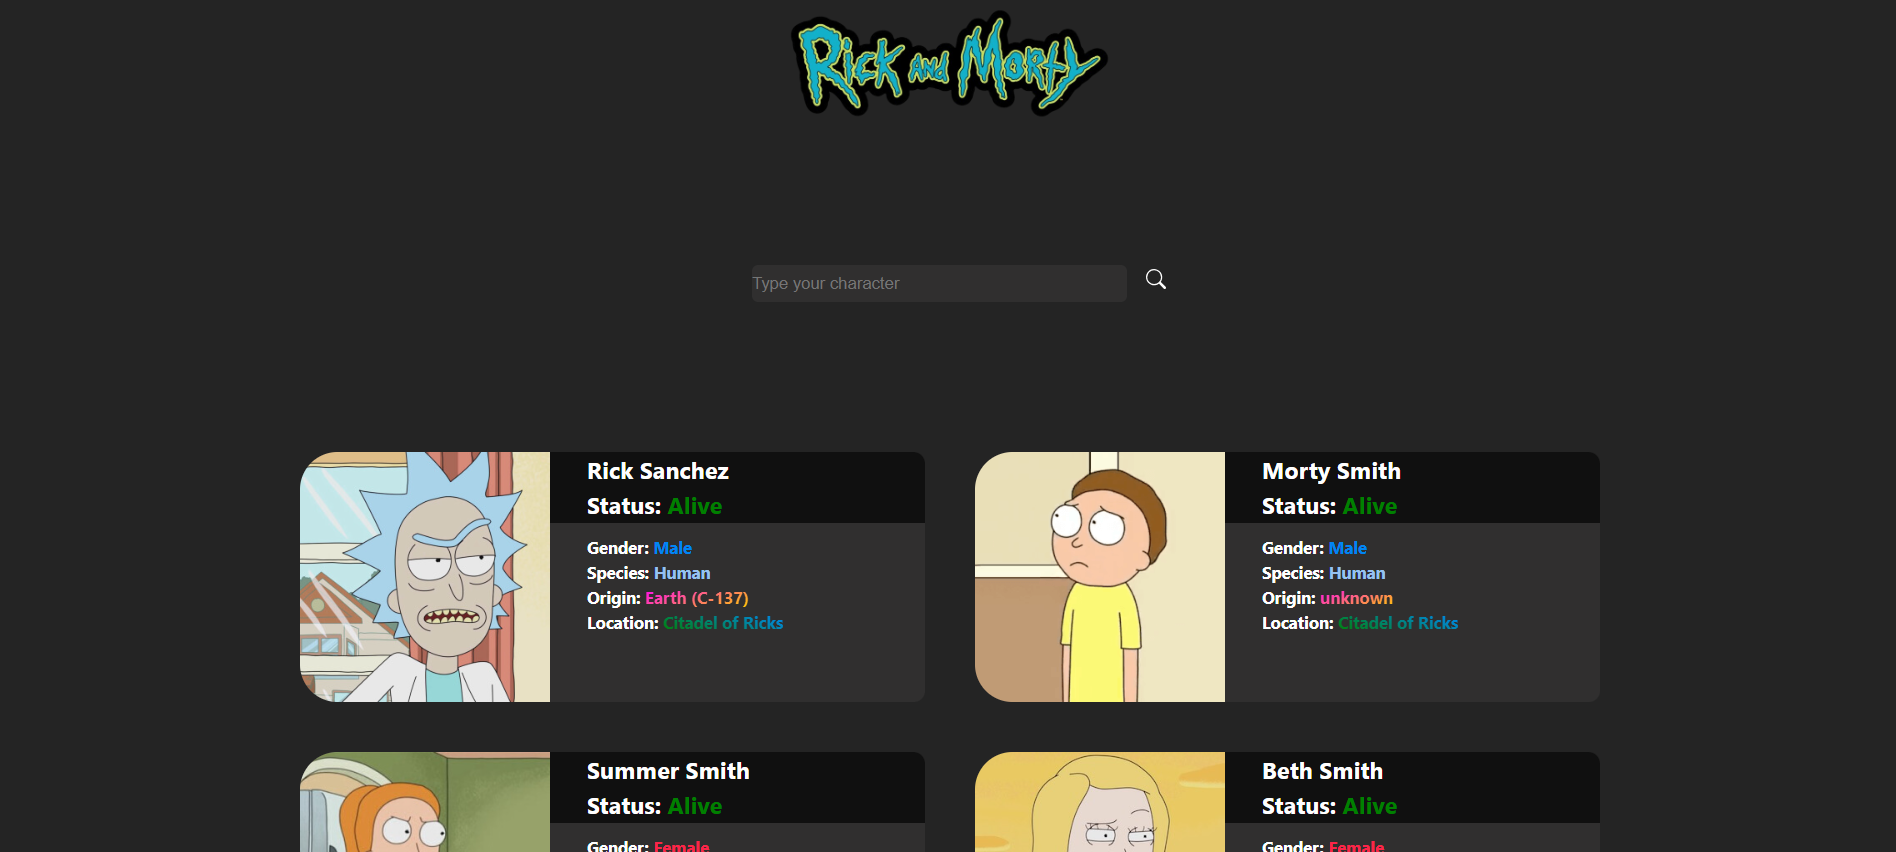 Rick and Morty
Type your character
Rick Sanchez
Status: Alive
Gender: Male
Species: Human
Origin: Earth (C-137)
Location: Citadel of Ricks
Morty Smith
Status: Alive
Gender: Male
Species: Human
Origin: unknown
Location: Citadel of Ricks
Summer Smith
Status: Alive
Gender: Female
Beth Smith
Status: Alive
Gender: Female